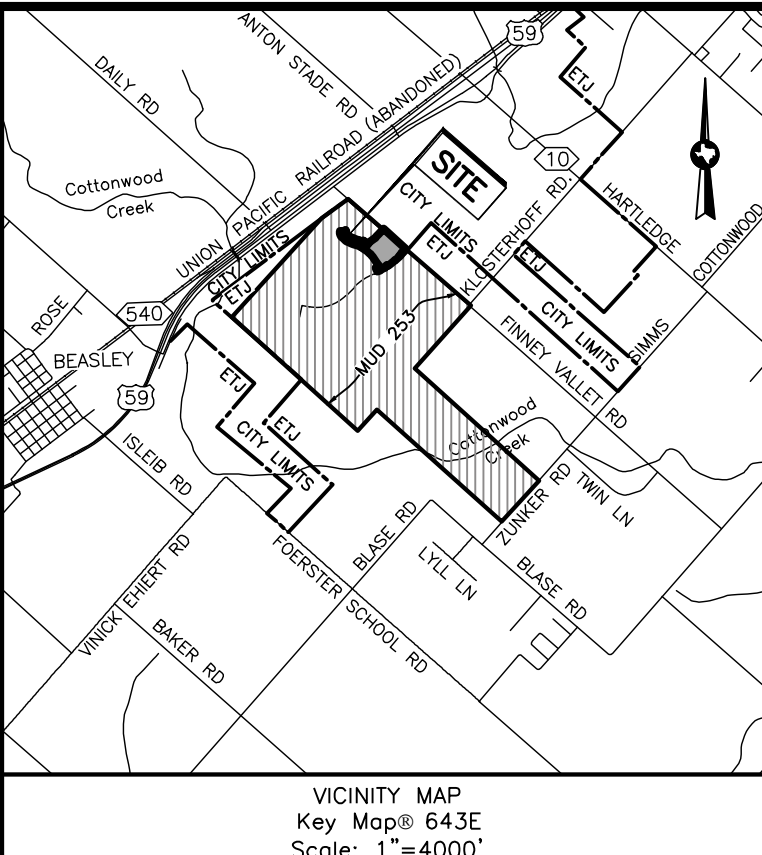 59
ANTON STADE RD
DAILY RD
ETJ
UNION PACIFIC RAILROAD (ABANDONED)
SITE
10
Cottonwood
Creek
CITY LIMITS
ETJ
KLOSTERHOFF RD.
HARTLEDGE
COTTONWOOD
CITY LIMITS
ETJ
ETJ
540
ROSE
BEASLEY
59
MUD 253
CITY LIMITS
SIMMS
FINNEY VALLET RD
ETJ
ETJ
CITY LIMITS
Cottonwood
Creek
ISLEIB RD
ZUNKER RD
TWIN LN
BLASE RD
LYLL LN
BLASE RD
FOERSTER SCHOOL RD
VINICK EHIERT RD
BAKER RD
VICINITY MAP
Key Map® 643E
Scale: 1"=4000'